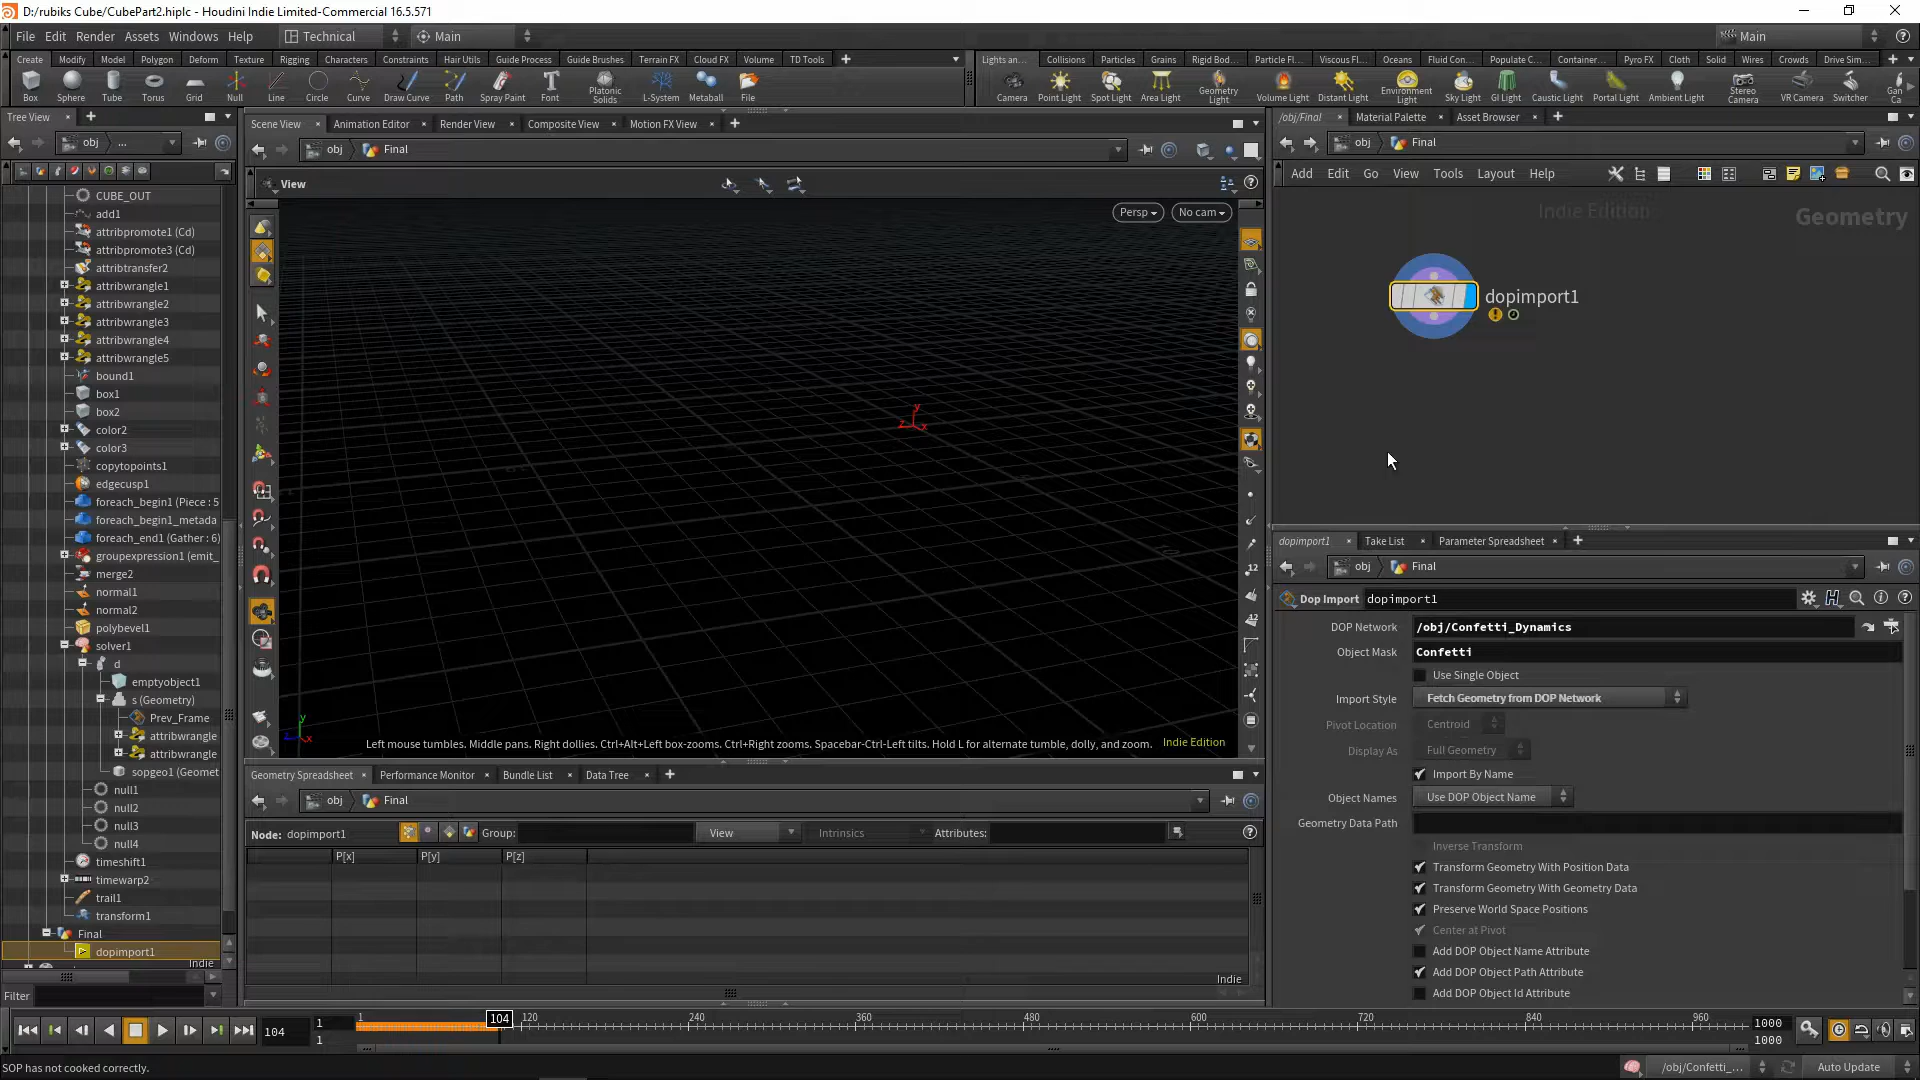 D:/rubiks Cube/CubePart2.hiplc - Houdini Indie Limited-Commercial 16.5.571
File Edit Render Assets Windows Help Technical Main Main
Create Modify Model Polygon Deform Texture Rigging Characters Constraints Hair Utils Guide Process Guide Brushes Terrain FX Cloud FX Volume TD Tools
Lights an... Collisions Particles Grains Rigid Bod... Particle Fl... Viscous Fl... Oceans Fluid Con... Populate C... Container... Pyro FX Cloth Solid Wires Crowds Drive Sim...
Box Sphere Tube Torus Grid Null Line Circle Curve Draw Curve Path Spray Paint Font Platonic Solids L-System Metaball File
Camera Point Light Spot Light Area Light Geometry Light Volume Light Distant Light Environment Light Sky Light GI Light Caustic Light Portal Light Ambient Light Stereo Camera VR Camera Switcher Gan Ca
Tree View
obj ...
CUBE_OUT
add1
attribpromote1 (Cd)
attribpromote3 (Cd)
attribtransfer2
attribwrangle1
attribwrangle2
attribwrangle3
attribwrangle4
attribwrangle5
bound1
box1
box2
color2
color3
copytopoints1
edgecusp1
foreach_begin1 (Piece : 5
foreach_begin1_metada
foreach_end1 (Gather : 6)
groupexpression1 (emit_
merge2
normal1
normal2
polybevel1
solver1
d
emptyobject1
s (Geometry)
Prev_Frame
attribwrangle
attribwrangle
sopgeo1 (Geomet
null1
null2
null3
null4
timeshift1
timewarp2
trail1
transform1
Final
dopimport1
Indie
Filter
Scene View Animation Editor Render View Composite View Motion FX View
obj Final
View
Persp No cam
y
z x
y
x
Left mouse tumbles. Middle pans. Right dollies. Ctrl+Alt+Left box-zooms. Ctrl+Right zooms. Spacebar-Ctrl-Left tilts. Hold L for alternate tumble, dolly, and zoom. Indie Edition
12
12
Geometry Spreadsheet Performance Monitor Bundle List Data Tree
obj Final
Node: dopimport1 Group: View Intrinsics Attributes:
P[x] P[y] P[z]
Indie
/obj/Final Material Palette Asset Browser
obj Final
Add Edit Go View Tools Layout Help
Indie Edition
Geometry
dopimport1
dopimport1 Take List Parameter Spreadsheet
obj Final
Dop Import dopimport1
DOP Network /obj/Confetti_Dynamics
Object Mask Confetti
Use Single Object
Import Style Fetch Geometry from DOP Network
Pivot Location Centroid
Display As Full Geometry
Import By Name
Object Names Use DOP Object Name
Geometry Data Path
Inverse Transform
Transform Geometry With Position Data
Transform Geometry With Geometry Data
Preserve World Space Positions
Center at Pivot
Add DOP Object Name Attribute
Add DOP Object Path Attribute
Add DOP Object Id Attribute
104 1 1 1 104 120 240 360 480 600 720 840 960 1000 1000
SOP has not cooked correctly. /obj/Confetti_... Auto Update